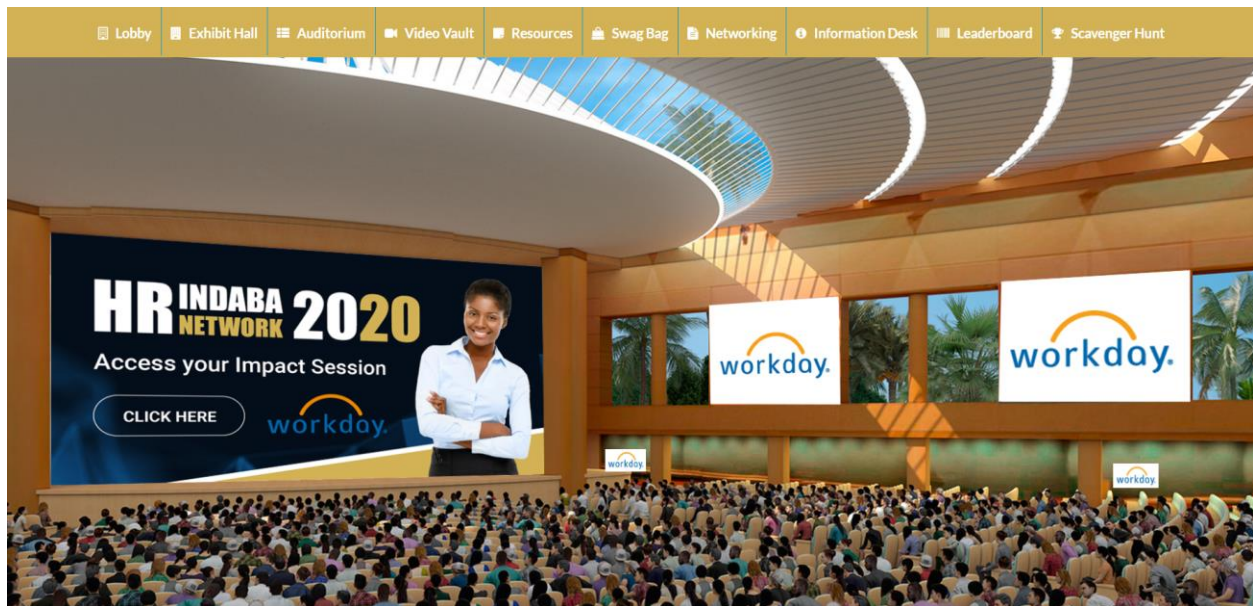 Lobby
Exhibit Hall
Auditorium
Video Vault
Resources
Swag Bag
Networking
Information Desk
Leaderboard
Scavenger Hunt
HR INDABA NETWORK 2020
Access your Impact Session
CLICK HERE
workday.
workday.
workday.
workday.
workday.